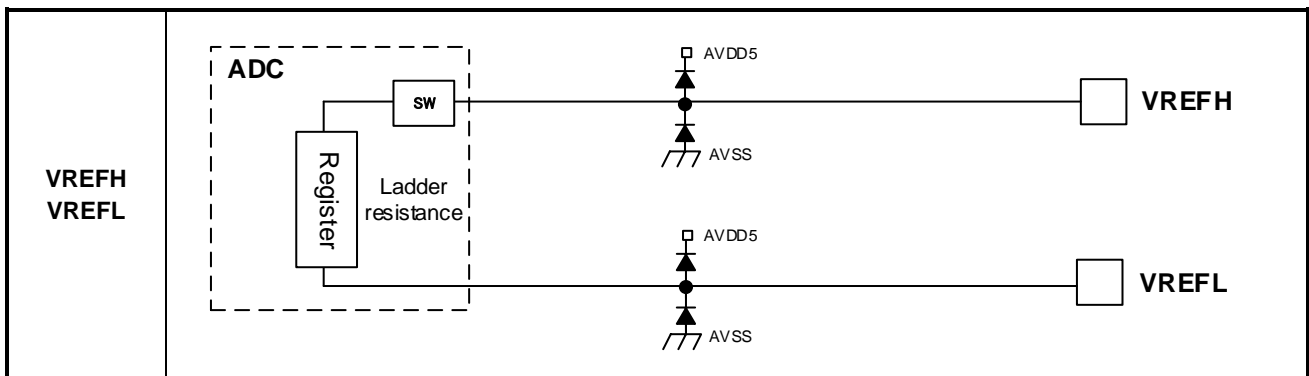 VREFH
VREFL
ADC
SW
Register
Ladder
resistance
AVDD5
AVSS
VREFH
AVDD5
AVSS
VREFL